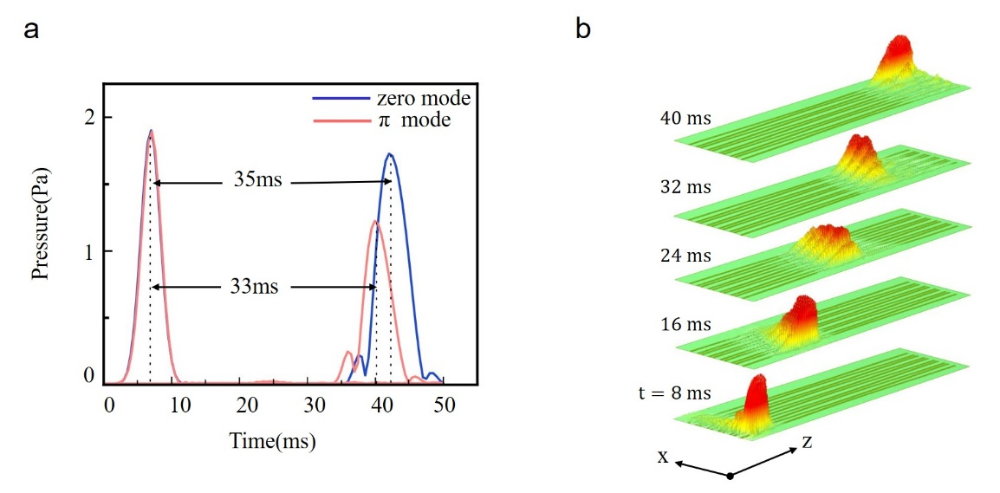 a
zero mode
π mode
2
1
0
Pressure(Pa)
35ms
33ms
0 10 20 30 40 50
Time(ms)
b
40 ms
32 ms
24 ms
16 ms
t = 8 ms
x
z